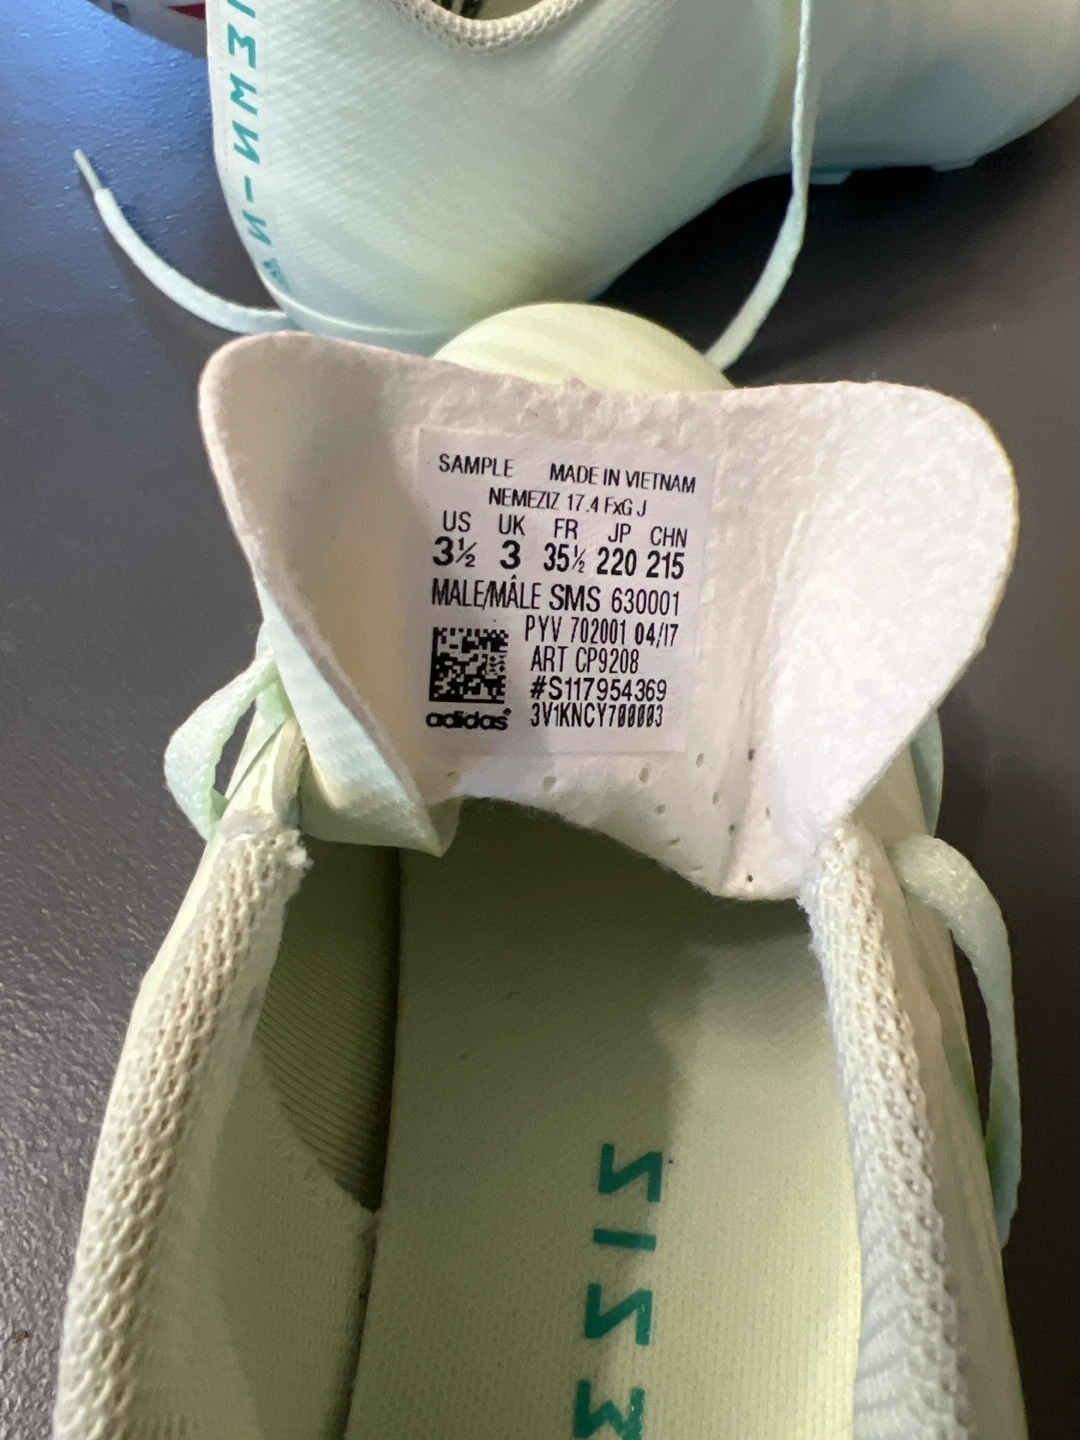 SAMPLE MADE IN VIETNAM
NEMEZIZ 17.4 FxG J
US UK FR JP CHN
3½ 3 35½ 220 215
MALE/MÂLE SMS 630001
PYV 702001 04/17
ART CP9208
#S117954369
adidas® 3V1KNCY700003